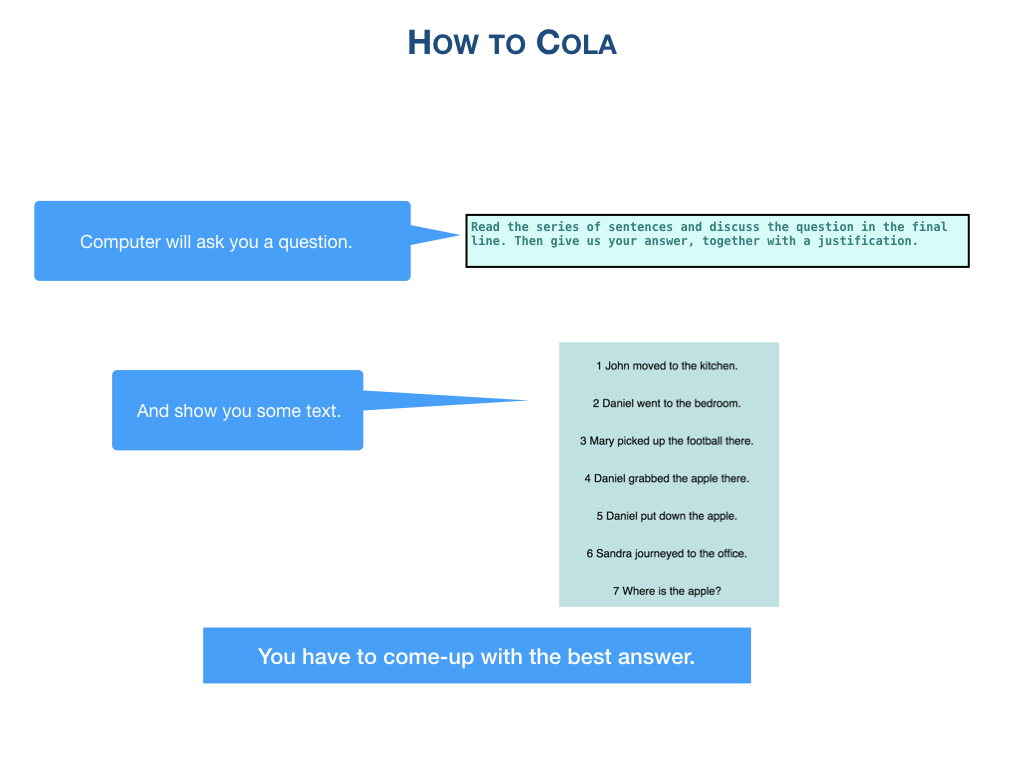 How to Cola
Computer will ask you a question.
Read the series of sentences and discuss the question in the final
line. Then give us your answer, together with a justification.
And show you some text.
1 John moved to the kitchen.
2 Daniel went to the bedroom.
3 Mary picked up the football there.
4 Daniel grabbed the apple there.
5 Daniel put down the apple.
6 Sandra journeyed to the office.
7 Where is the apple?
You have to come-up with the best answer.